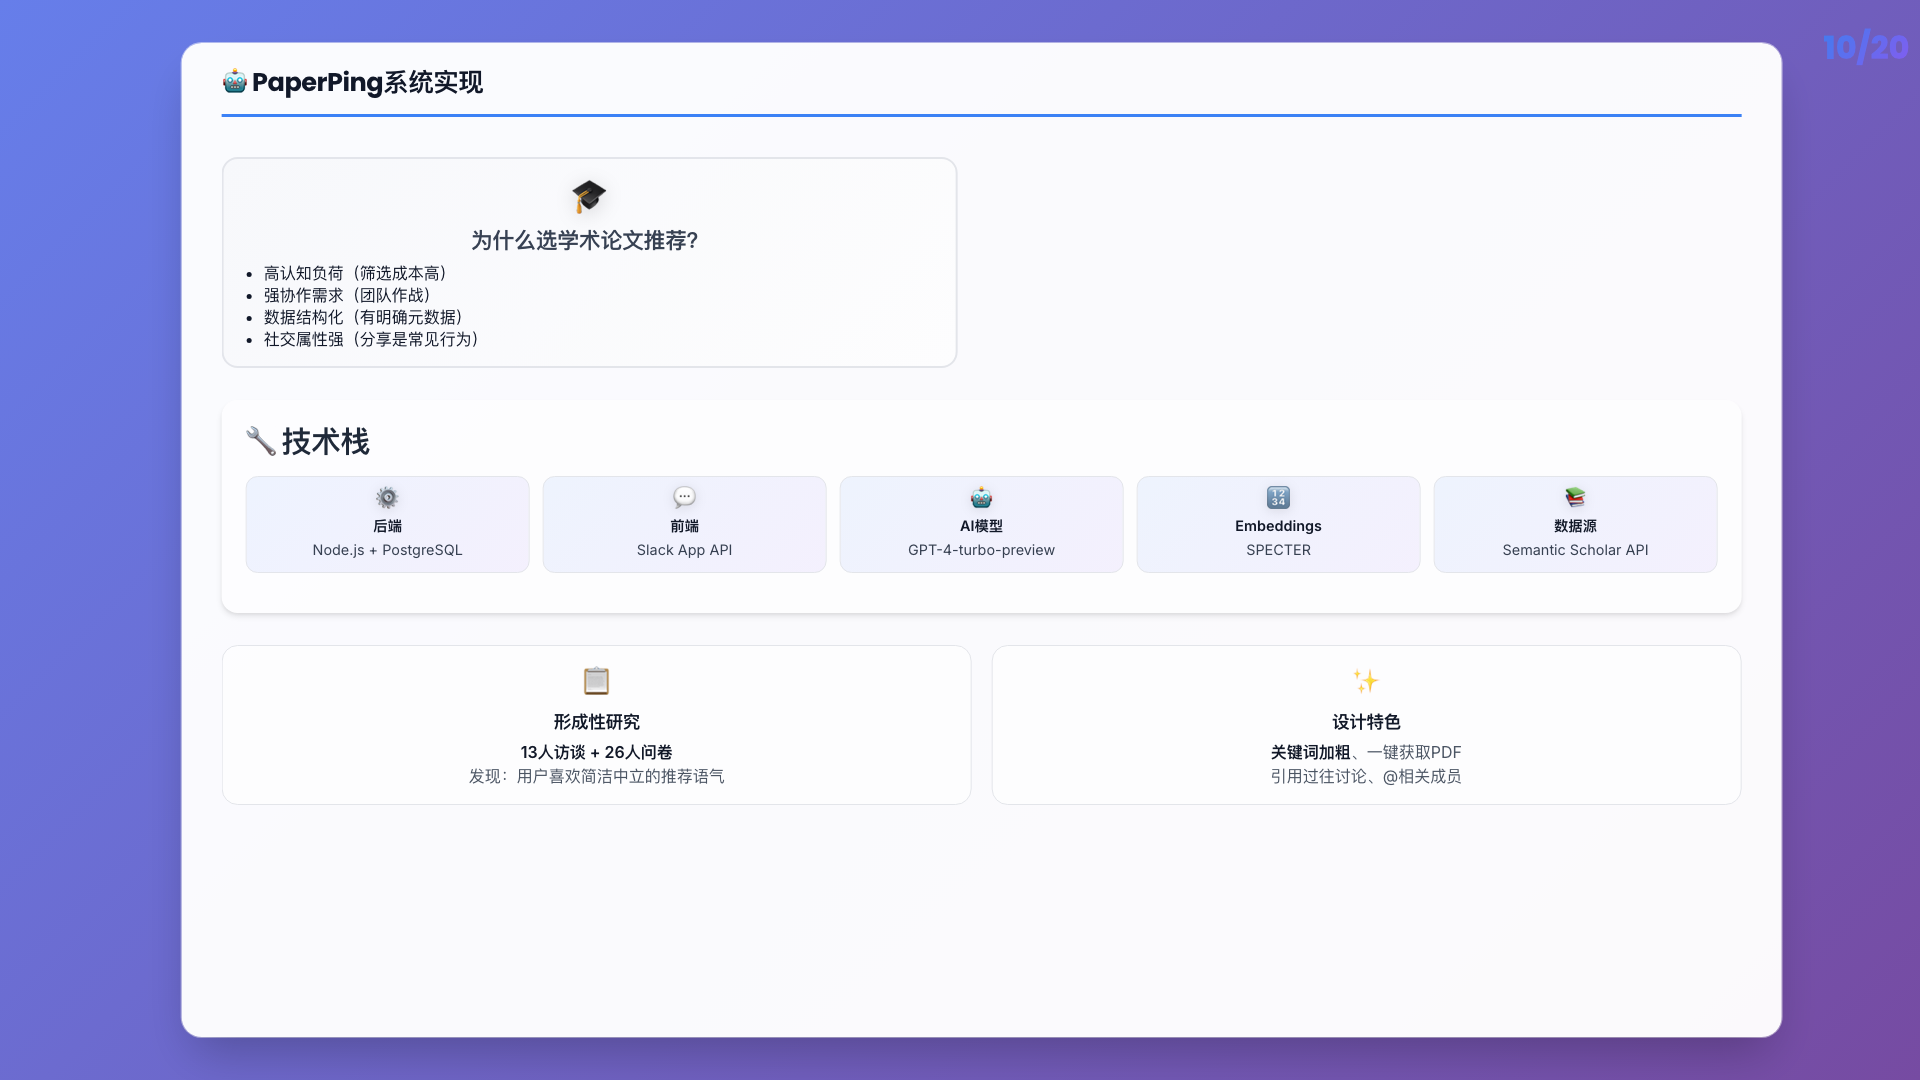 10/20
🤖 PaperPing系统实现
🎓
为什么选学术论文推荐?
• 高认知负荷（筛选成本高）
• 强协作需求（团队作战）
• 数据结构化（有明确元数据）
• 社交属性强（分享是常见行为）
🔧 技术栈
后端
Node.js + PostgreSQL
前端
Slack App API
AI模型
GPT-4-turbo-preview
Embeddings
SPECTER
数据源
Semantic Scholar API
形成性研究
13人访谈 + 26人问卷
发现：用户喜欢简洁中立的推荐语气
设计特色
关键词加粗、一键获取PDF
引用过往讨论、@相关成员